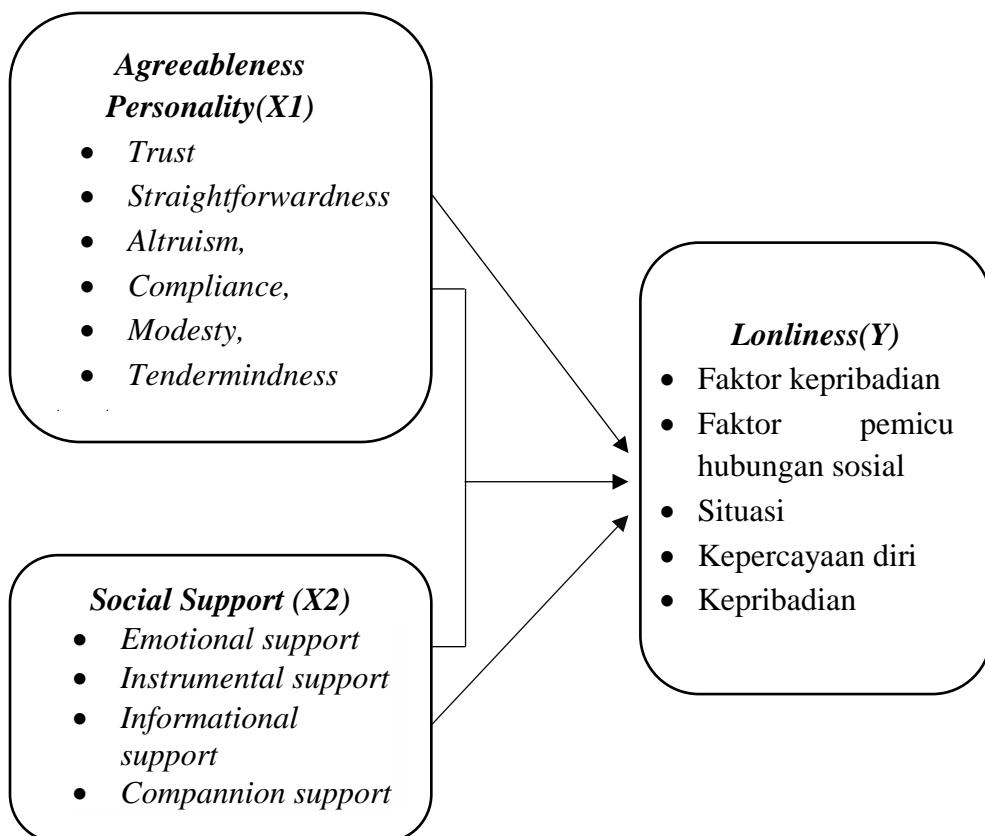 Agreeableness
Personality(X1)
• Trust
• Straightforwardness
• Altruism,
• Compliance,
• Modesty,
• Tendermindness
Social Support (X2)
• Emotional support
• Instrumental support
• Informational
support
• Compannion support
Lonliness(Y)
• Faktor kepribadian
• Faktor pemicu
hubungan sosial
• Situasi
• Kepercayaan diri
• Kepribadian